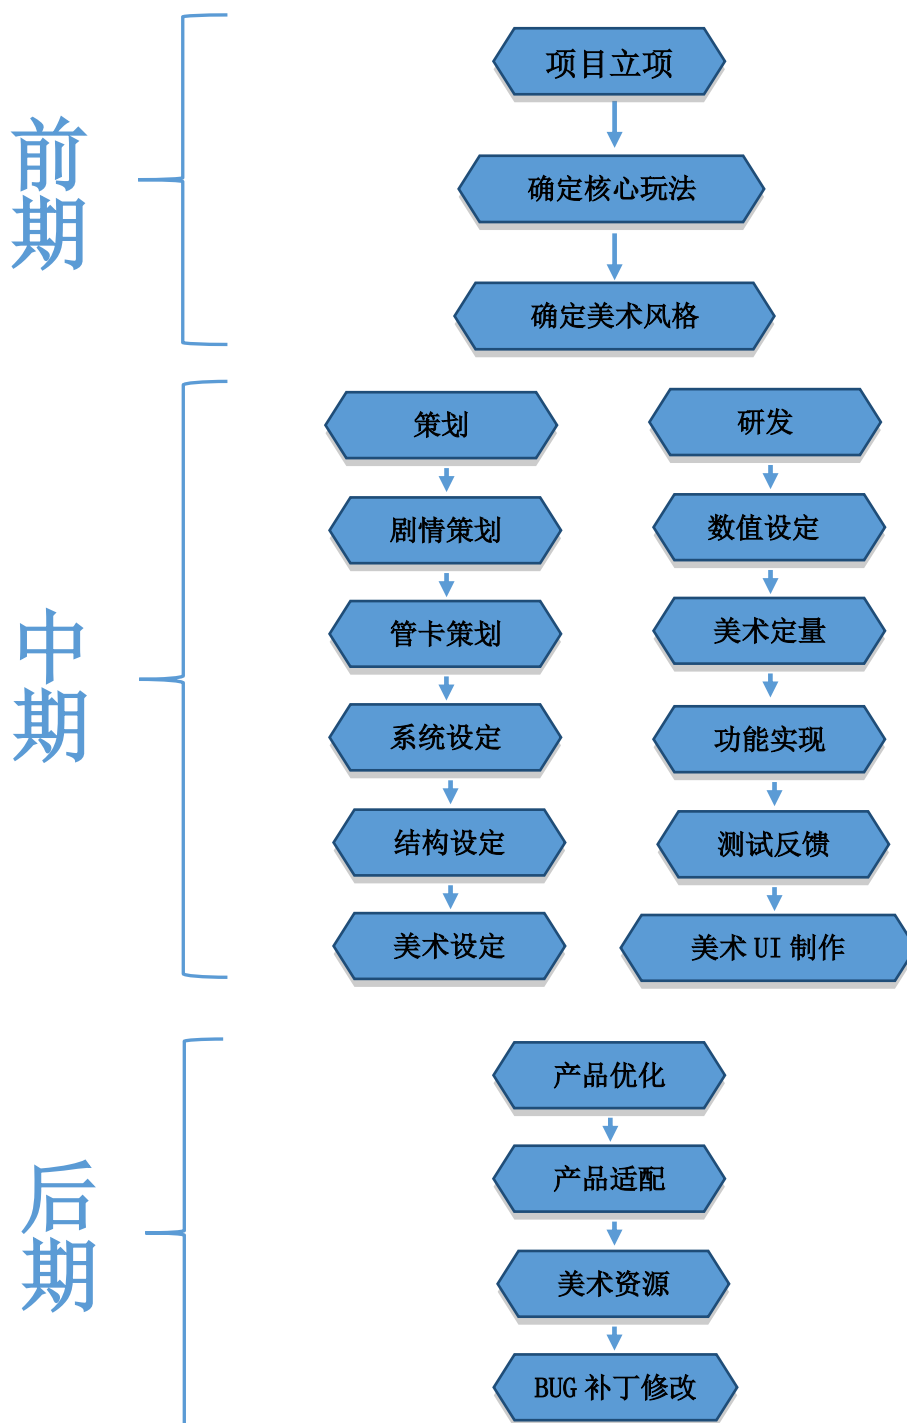 前期
项目立项
确定核心玩法
确定美术风格
中期
策划
剧情策划
管卡策划
系统设定
结构设定
美术设定
研发
数值设定
美术定量
功能实现
测试反馈
美术 UI 制作
后期
产品优化
产品适配
美术资源
BUG 补丁修改